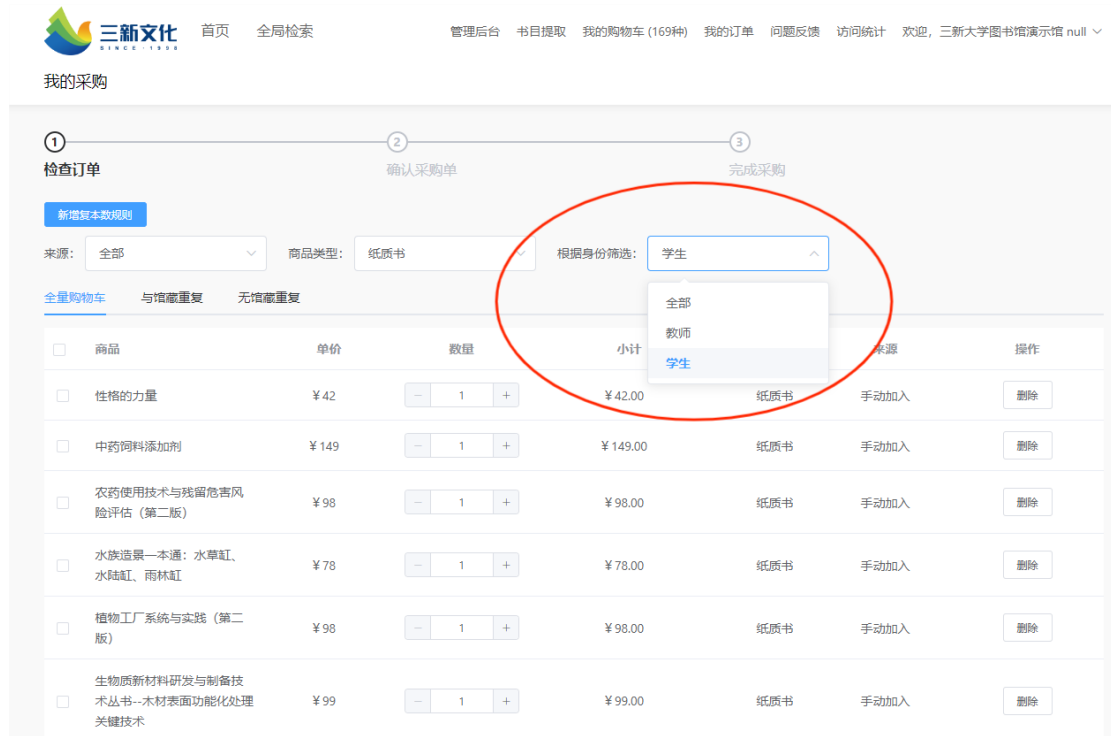 三新文化
SINCE·1998
首页 全局检索 管理后台 书目提取 我的购物车 (169种) 我的订单 问题反馈 访问统计 欢迎，三新大学图书馆演示馆 null
我的采购
1 2 3
检查订单 确认采购单 完成采购
新增复本数规则
来源： 全部 商品类型： 纸质书 根据身份筛选： 学生
全量购物车 与馆藏重复 无馆藏重复
全部
教师
学生
商品 单价 数量 小计 来源 操作
性格的力量 ¥ 42 − 1 + ¥ 42.00 纸质书 手动加入 删除
中药饲料添加剂 ¥ 149 − 1 + ¥ 149.00 纸质书 手动加入 删除
农药使用技术与残留危害风
险评估（第二版） ¥ 98 − 1 + ¥ 98.00 纸质书 手动加入 删除
水族造景一本通：水草缸、
水陆缸、雨林缸 ¥ 78 − 1 + ¥ 78.00 纸质书 手动加入 删除
植物工厂系统与实践（第二
版） ¥ 98 − 1 + ¥ 98.00 纸质书 手动加入 删除
生物质新材料研发与制备技
术丛书--木材表面功能化处理 ¥ 99 − 1 + ¥ 99.00 纸质书 手动加入 删除
关键技术